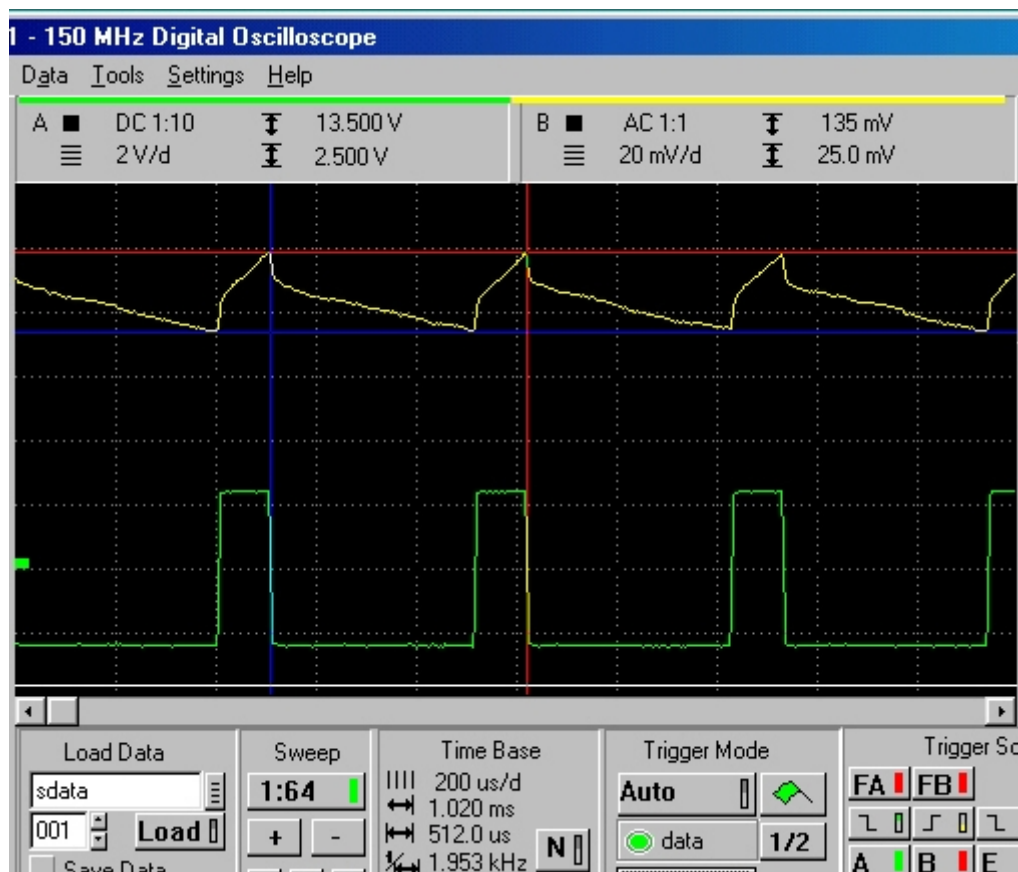 1 - 150 MHz Digital Oscilloscope
Data Tools Settings Help
A DC 1:10 13.500 V
2 V/d 2.500 V
B AC 1:1 135 mV
20 mV/d 25.0 mV
Load Data
sdata
001 Load
Save Data
Sweep
1:64
+ -
Time Base
200 us/d
1.020 ms
512.0 us
1.953 kHz
N
Trigger Mode
Auto
data
1/2
Trigger
FA FB
A B E